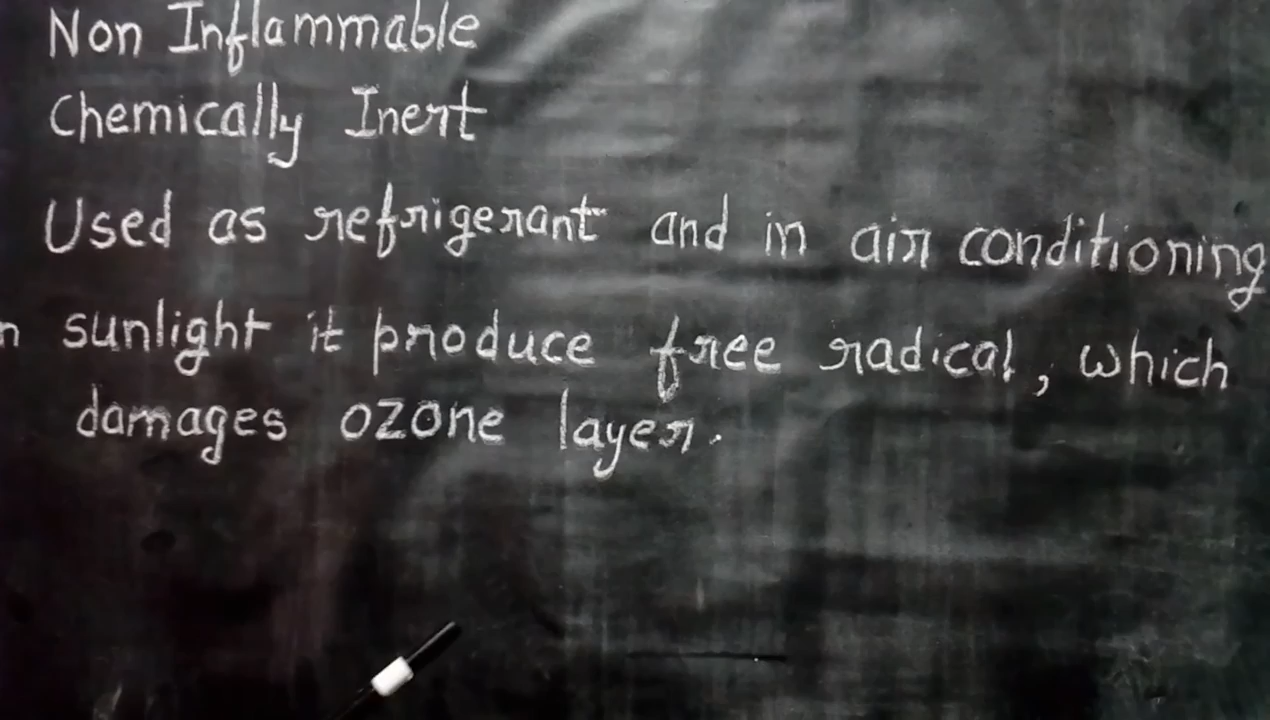 Non Inflammable
Chemically Inert
Used as refrigerant and in air conditioning
n sunlight it produce free radical, which
damages ozone layer.